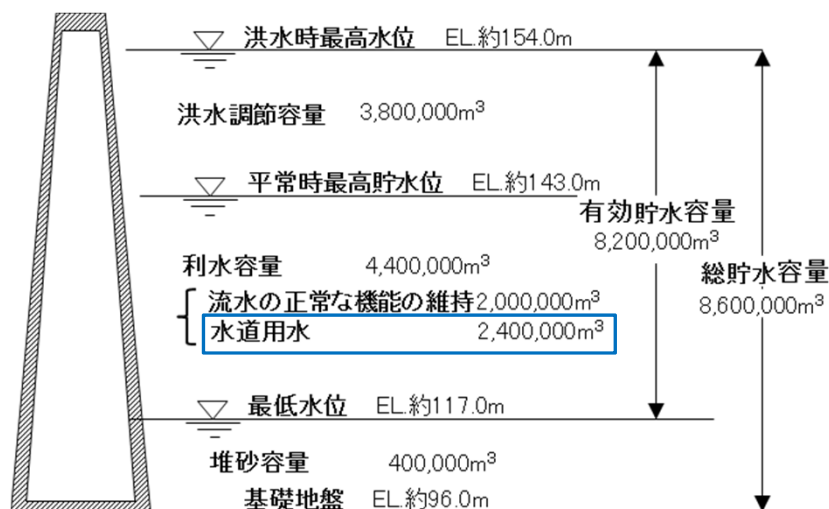 洪水時最高水位 EL.約154.0m
洪水調節容量 3,800,000m³
平常時最高貯水位 EL.約143.0m
有効貯水容量
8,200,000m³
利水容量 4,400,000m³
総貯水容量
8,600,000m³
流水の正常な機能の維持2,000,000m³
水道用水 2,400,000m³
最低水位 EL.約117.0m
堆砂容量 400,000m³
基礎地盤 EL.約96.0m